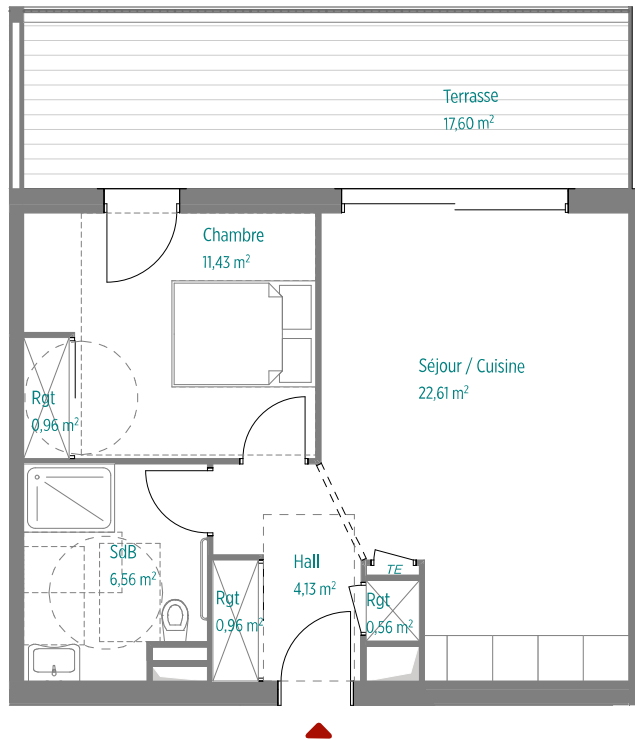 Terrasse
17,60 m²
Chambre
11,43 m²
Séjour / Cuisine
22,61 m²
Rgt
0,96 m²
SdB
6,56 m²
Hall
4,13 m²
TE
Rgt
0,96 m²
Rgt
0,56 m²